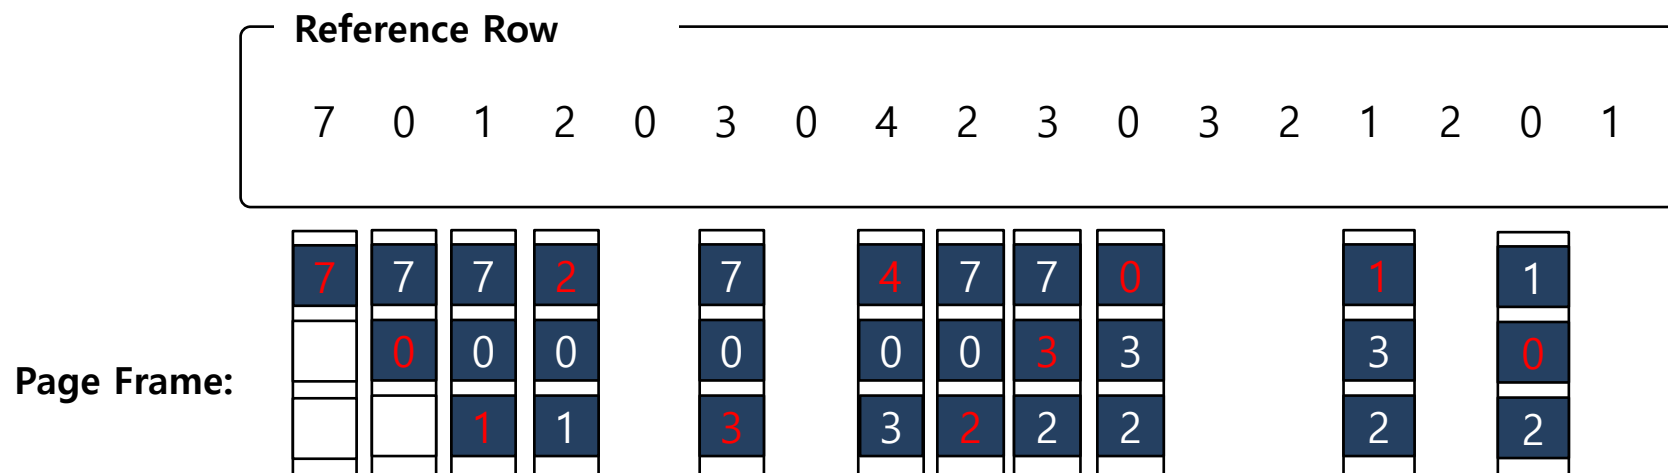 Reference Row
7 0 1 2 0 3 0 4 2 3 0 3 2 1 2 0 1
7 7 7 2 7 4 7 7 0 1 1
0 0 0 0 0 0 3 3 3 0
Page Frame:
1 1 3 3 2 2 2 2 2